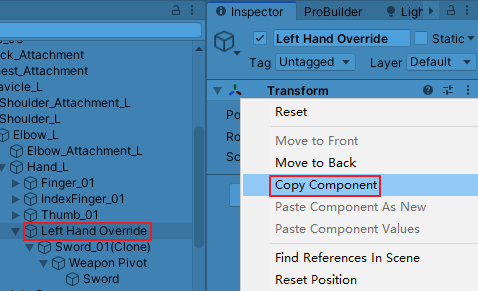 ck_Attachment
hest_Attachment
avicle_L
Shoulder_Attachment_L
Shoulder_L
Elbow_L
Elbow_Attachment_L
Hand_L
Finger_01
IndexFinger_01
Thumb_01
Left Hand Override
Sword_01(Clone)
Weapon Pivot
Sword
Inspector
ProBuilder
Ligh
Left Hand Override
Static
Tag Untagged
Layer Default
Transform
Po
Ro
Sc
Reset
Move to Front
Move to Back
Copy Component
Paste Component As New
Paste Component Values
Find References In Scene
Reset Position